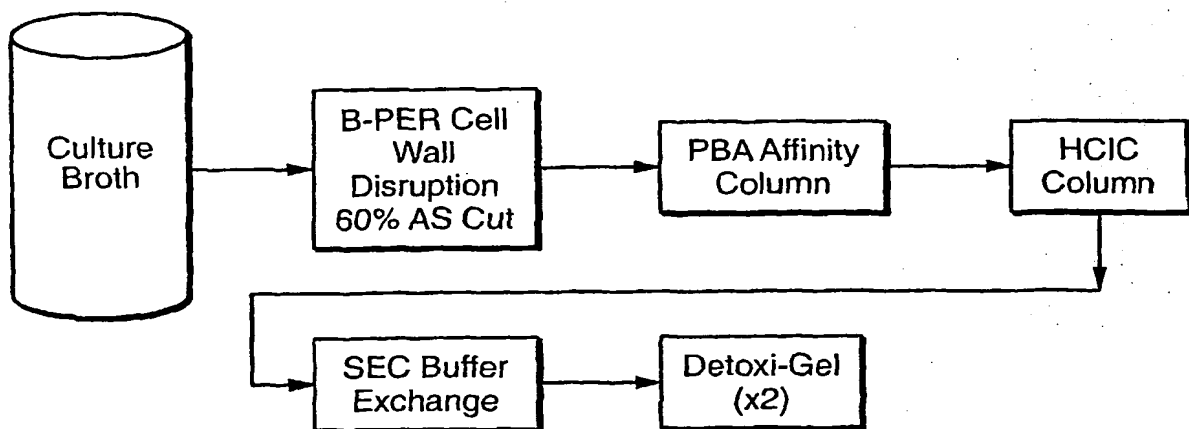 Culture
Broth
B-PER Cell
Wall
Disruption
60% AS Cut
PBA Affinity
Column
HCIC
Column
SEC Buffer
Exchange
Detoxi-Gel
(x2)